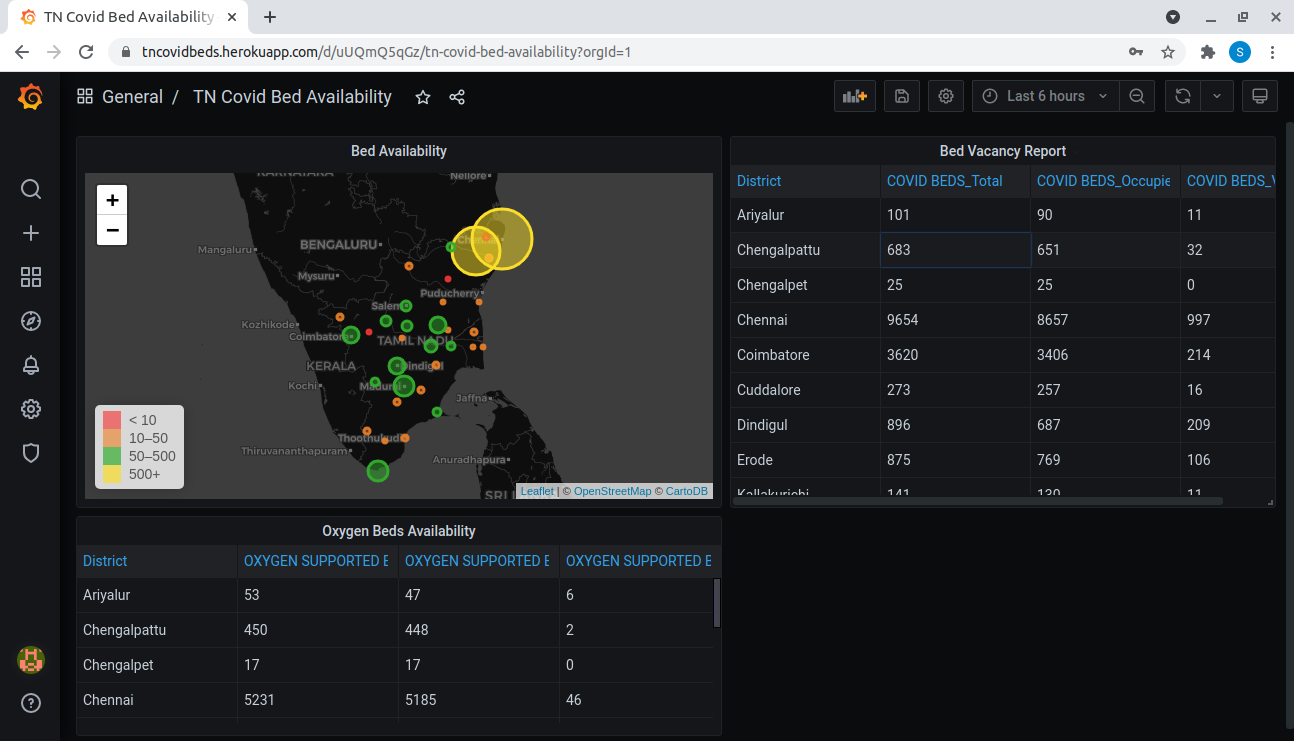 TN Covid Bed Availability
tncovidbeds.herokuapp.com/d/uUQmQ5qGz/tn-covid-bed-availability?orgId=1
S
General / TN Covid Bed Availability
Last 6 hours
Bed Availability
+
−
KARNATAKA
Nellore
Mangaluru
BENGALURU
Mysuru
Puducherry
Salem
Kozhikode
Coimbatore
TAMIL NADU
KERALA
Dindigul
Kochi
Madurai
Jaffna
Thoothukudi
Thiruvananthapuram
Anuradhapura
< 10
10–50
50–500
500+
Leaflet | © OpenStreetMap © CartoDB
Bed Vacancy Report
District COVID BEDS_Total COVID BEDS_Occupie COVID BEDS_V
Ariyalur 101 90 11
Chengalpattu 683 651 32
Chengalpet 25 25 0
Chennai 9654 8657 997
Coimbatore 3620 3406 214
Cuddalore 273 257 16
Dindigul 896 687 209
Erode 875 769 106
Kallakurichi 141 130 11
Oxygen Beds Availability
District OXYGEN SUPPORTED B OXYGEN SUPPORTED B OXYGEN SUPPORTED B
Ariyalur 53 47 6
Chengalpattu 450 448 2
Chengalpet 17 17 0
Chennai 5231 5185 46